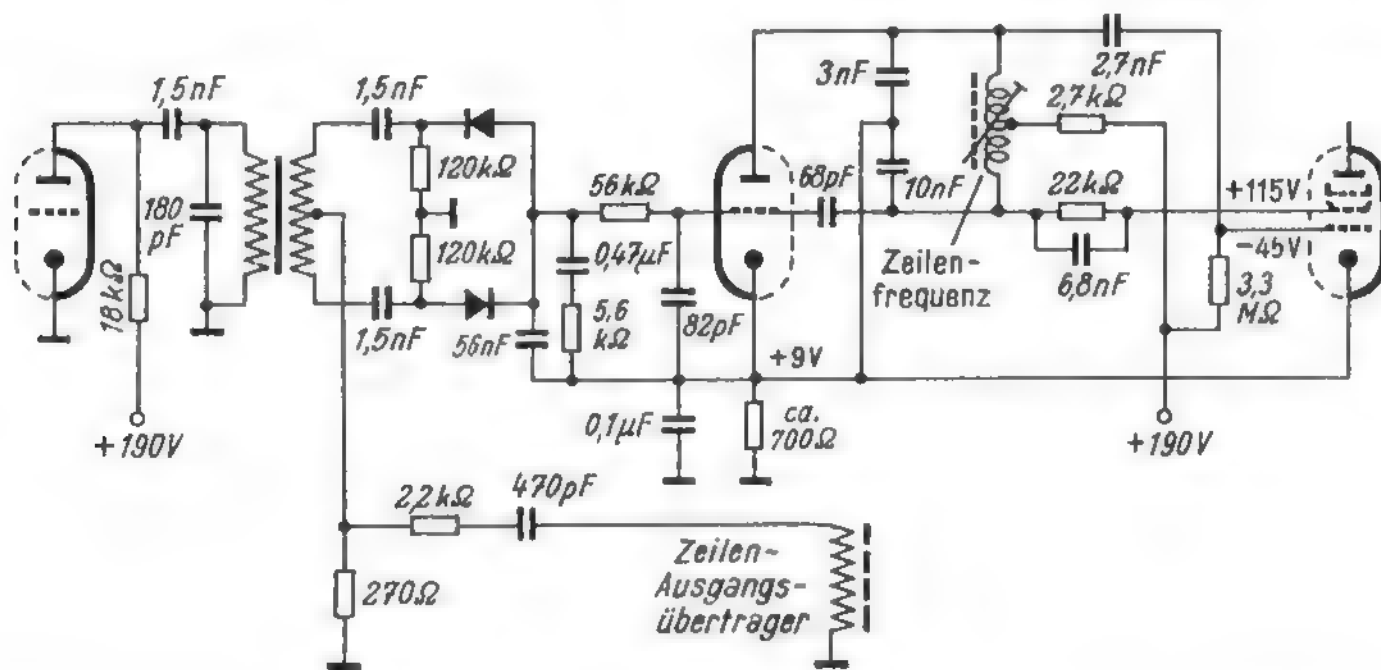 1,5nF
1,5nF
120kΩ
120kΩ
1,5nF
180
pF
18kΩ
+190V
56nF
0,47µF
5,6
kΩ
56kΩ
82pF
0,1µF
+9V
ca.
700Ω
68pF
3nF
10nF
2,7nF
2,7kΩ
22kΩ
6,8nF
Zeilen-
frequenz
+115V
-45V
3,3
MΩ
+190V
2,2kΩ
470pF
270Ω
Zeilen-
Ausgangs-
übertrager